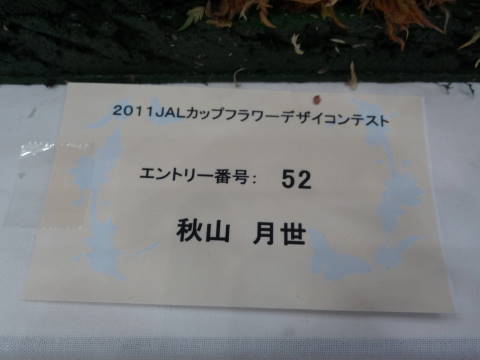 2011JALカップフラワーデザイコンテスト
エントリー番号: 52
秋山 月世